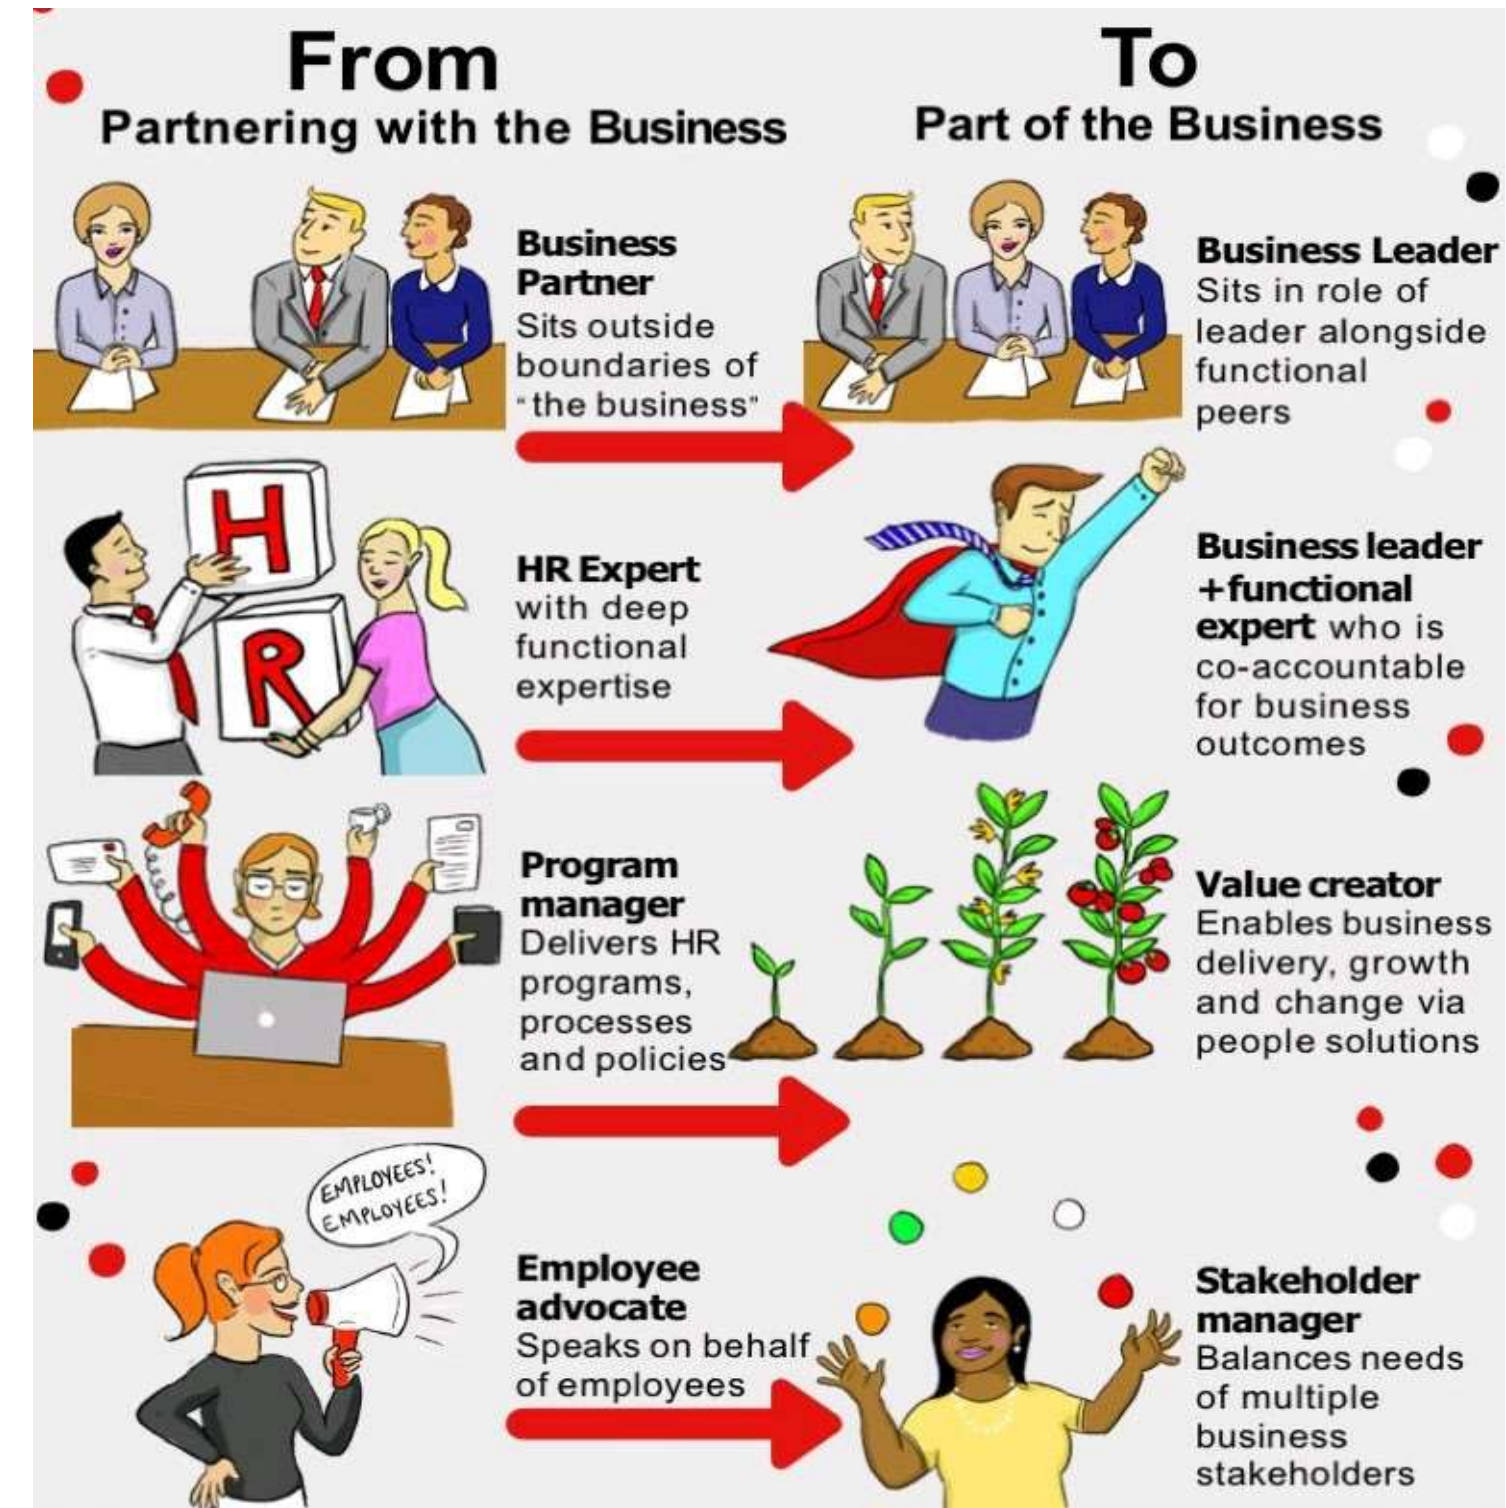 From
Partnering with the Business
To
Part of the Business
Business
Partner
Sits outside
boundaries of
"the business"
Business Leader
Sits in role of
leader alongside
functional
peers
H
R
HR Expert
with deep
functional
expertise
Business leader
+functional
expert who is
co-accountable
for business
outcomes
Program
manager
Delivers HR
programs,
processes
and policies
Value creator
Enables business
delivery, growth
and change via
people solutions
EMPLOYEES!
EMPLOYEES!
Employee
advocate
Speaks on behalf
of employees
Stakeholder
manager
Balances needs
of multiple
business
stakeholders